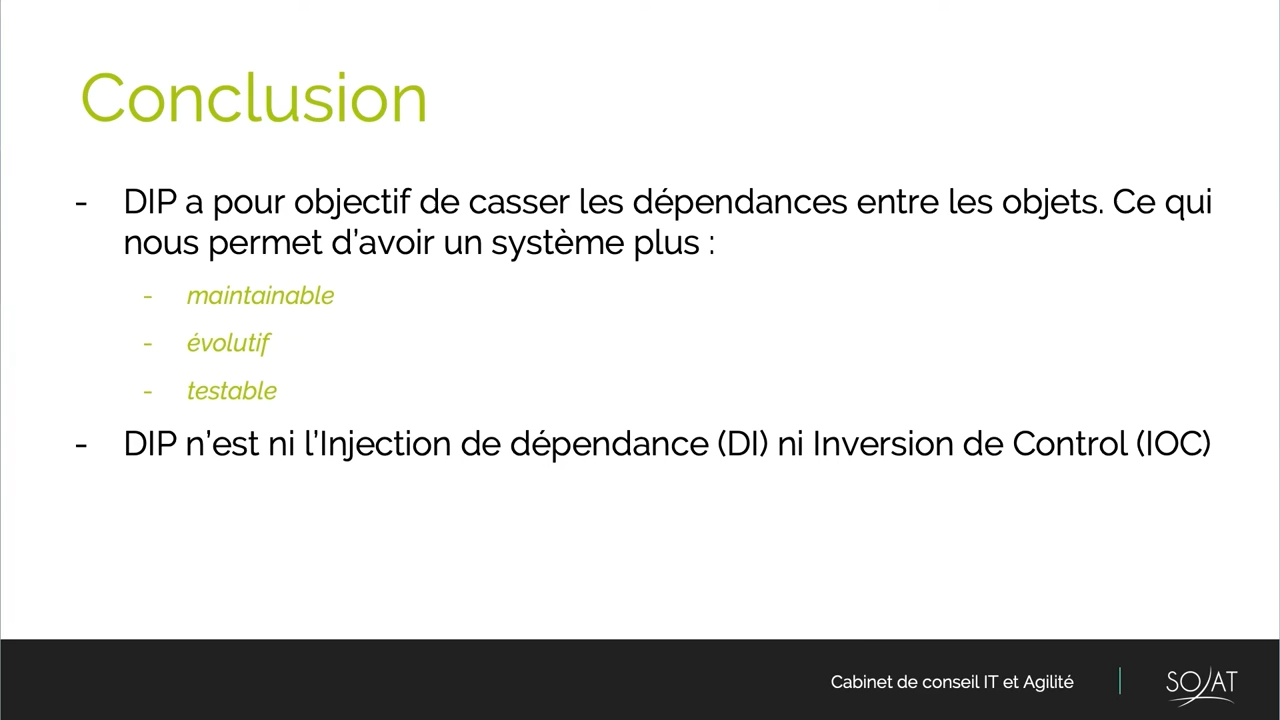 Conclusion
- DIP a pour objectif de casser les dépendances entre les objets. Ce qui
nous permet d’avoir un système plus :
- maintainable
- évolutif
- testable
- DIP n’est ni l’Injection de dépendance (DI) ni Inversion de Control (IOC)
Cabinet de conseil IT et Agilité
SOAT